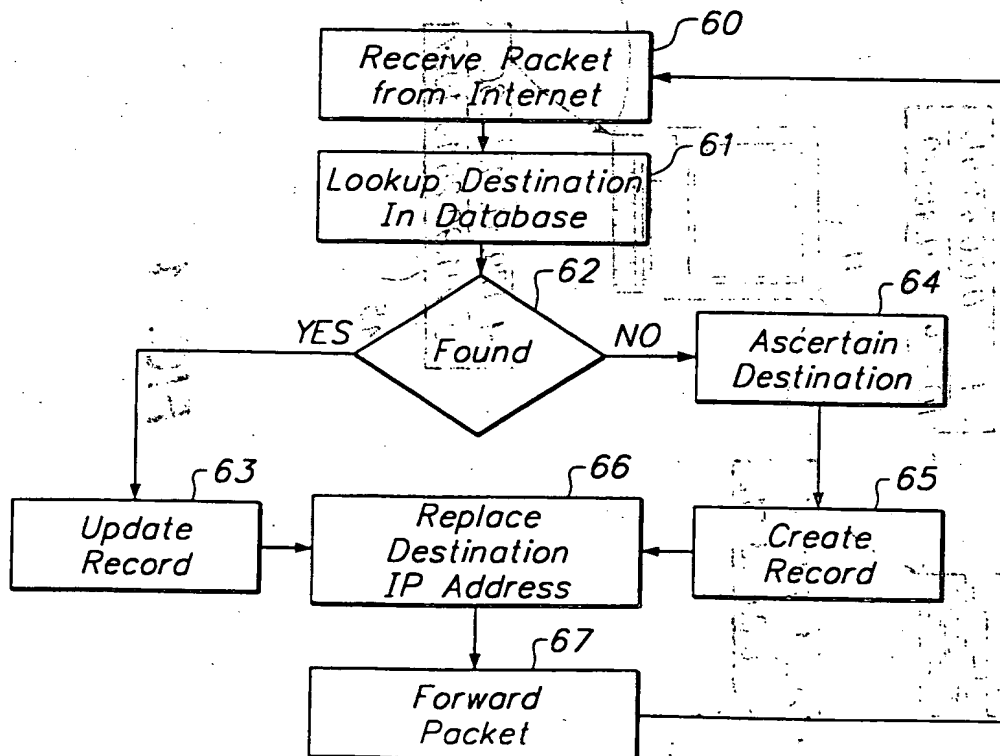 60
Receive Packet
from Internet
61
Lookup Destination
In Database
62
YES
Found
NO
64
Ascertain
Destination
63
Update
Record
66
Replace
Destination
IP Address
65
Create
Record
67
Forward
Packet